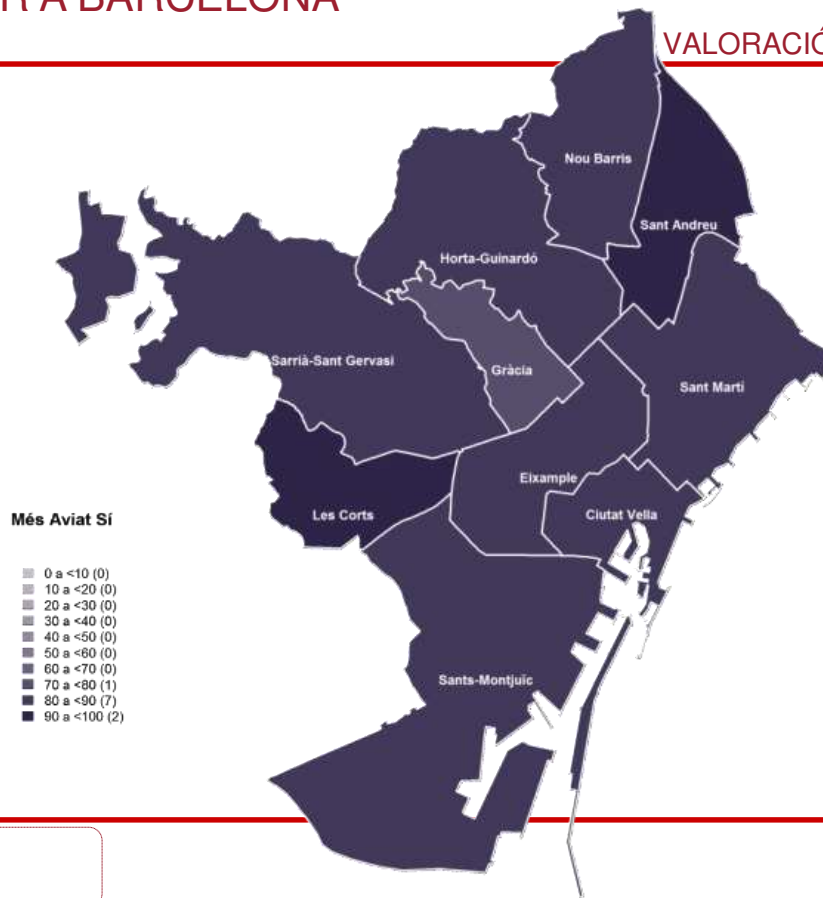 R A BARCELONA
VALORACIÓ
Nou Barris
Sant Andreu
Horta-Guinardó
Sarrià-Sant Gervasi
Gràcia
Sant Martí
Eixample
Les Corts
Ciutat Vella
Sants-Montjuïc
Més Aviat Sí
0 a <10 (0)
10 a <20 (0)
20 a <30 (0)
30 a <40 (0)
40 a <50 (0)
50 a <60 (0)
60 a <70 (0)
70 a <80 (1)
80 a <90 (7)
90 a <100 (2)